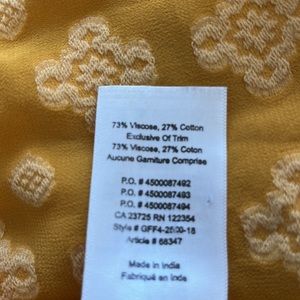 73% Viscose, 27% Cotton
Exclusive Of Trim
73% Viscose, 27% Coton
Aucune Garniture Comprise
P.O. # 4500087492
P.O. # 4500087493
P.O. # 4500087494
CA 23725 RN 122354
Style # GFF4-2500-18
Article # 68347
Made in India
Fabriqué en Inde